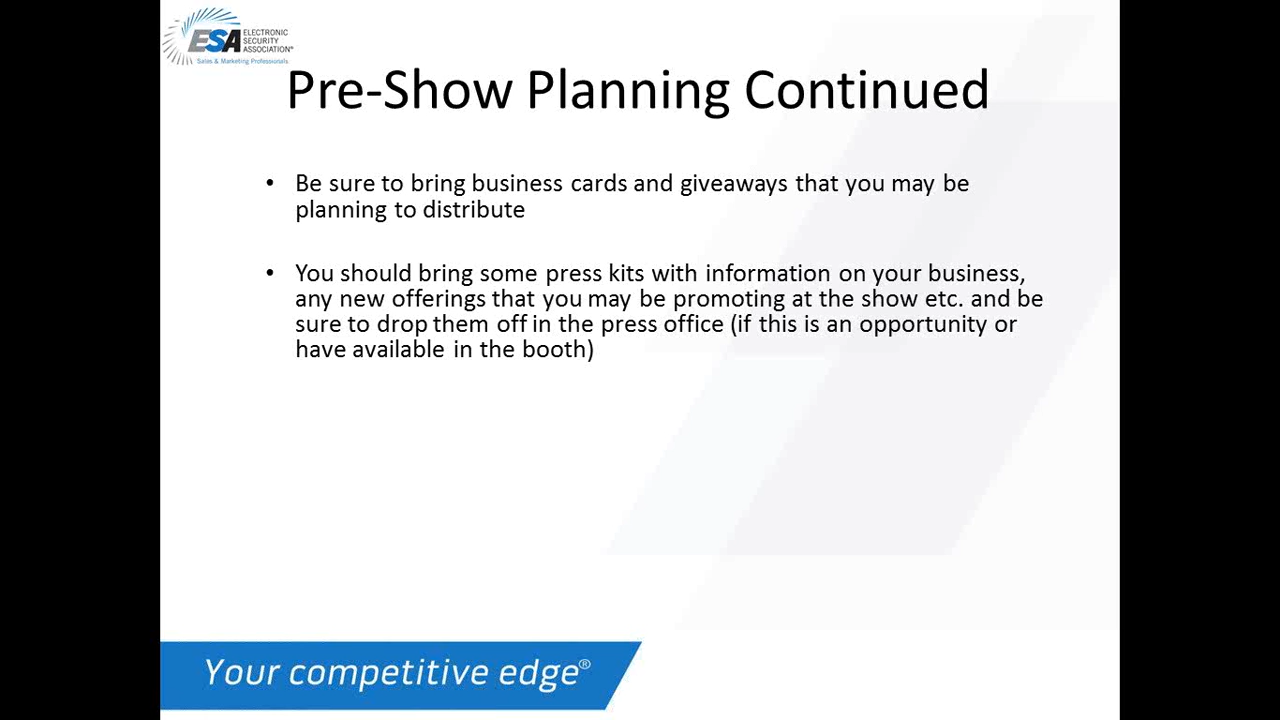 ESA ELECTRONIC
SECURITY
ASSOCIATION®
Sales & Marketing Professionals
Pre-Show Planning Continued
• Be sure to bring business cards and giveaways that you may be
planning to distribute
• You should bring some press kits with information on your business,
any new offerings that you may be promoting at the show etc. and be
sure to drop them off in the press office (if this is an opportunity or
have available in the booth)
Your competitive edge®